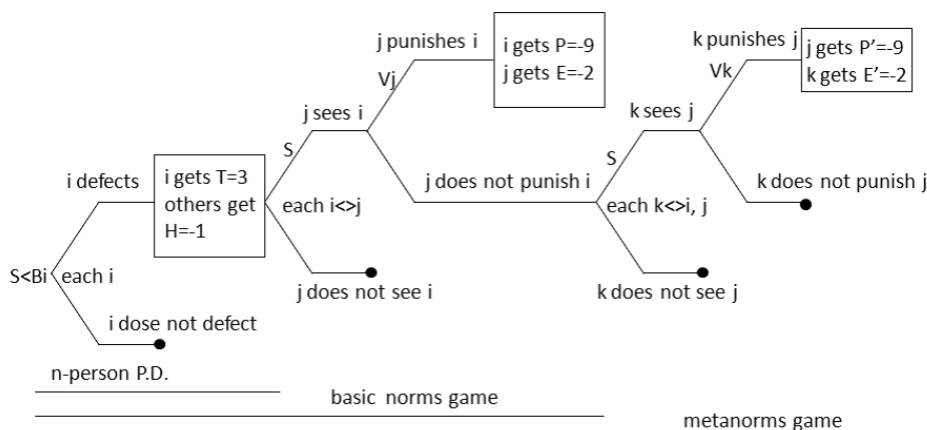 j punishes i
i gets P=-9
j gets E=-2
k punishes j
j gets P'=-9
k gets E'=-2
Vj
Vk
j sees i
k sees j
S
S
i defects
i gets T=3
others get
H=-1
j does not punish i
k does not punish j
each i<>j
each k<>i, j
S<Bi
each i
j does not see i
k does not see j
i dose not defect
n-person P.D.
basic norms game
metanorms game